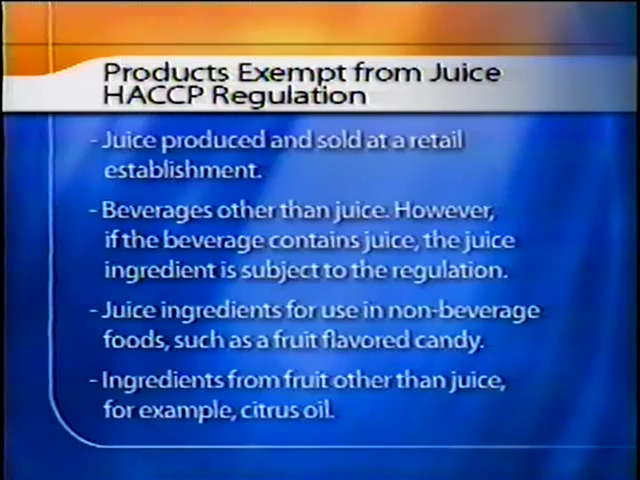 Products Exempt from Juice
HACCP Regulation
- Juice produced and sold at a retail
establishment.
- Beverages other than juice. However,
if the beverage contains juice, the juice
ingredient is subject to the regulation.
- Juice ingredients for use in non-beverage
foods, such as a fruit flavored candy.
- Ingredients from fruit other than juice,
for example, citrus oil.